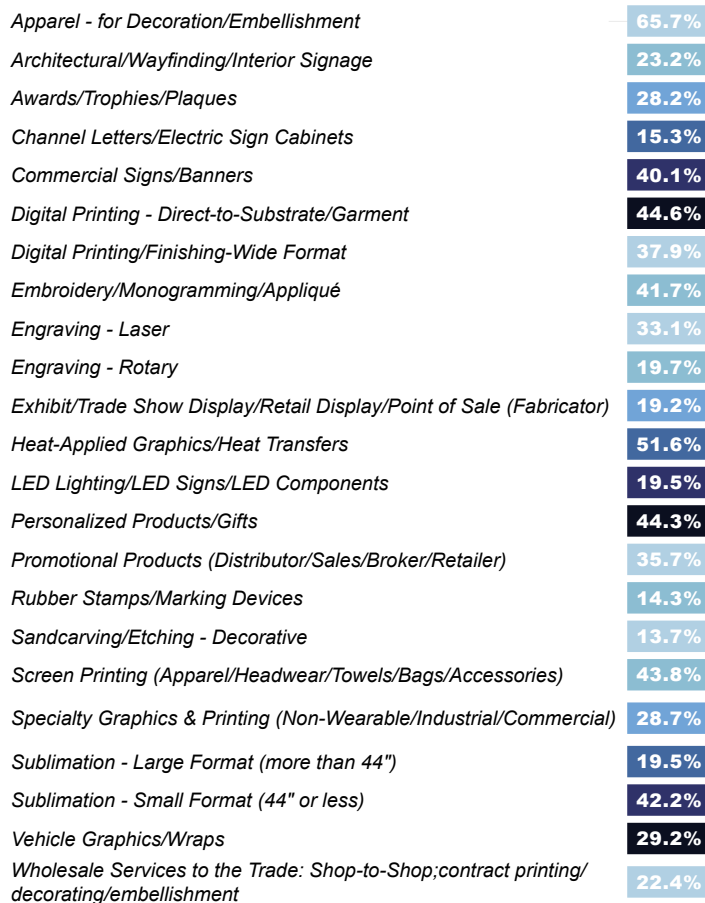 Apparel - for Decoration/Embellishment 65.7%
Architectural/Wayfinding/Interior Signage 23.2%
Awards/Trophies/Plaques 28.2%
Channel Letters/Electric Sign Cabinets 15.3%
Commercial Signs/Banners 40.1%
Digital Printing - Direct-to-Substrate/Garment 44.6%
Digital Printing/Finishing-Wide Format 37.9%
Embroidery/Monogramming/Appliqué 41.7%
Engraving - Laser 33.1%
Engraving - Rotary 19.7%
Exhibit/Trade Show Display/Retail Display/Point of Sale (Fabricator) 19.2%
Heat-Applied Graphics/Heat Transfers 51.6%
LED Lighting/LED Signs/LED Components 19.5%
Personalized Products/Gifts 44.3%
Promotional Products (Distributor/Sales/Broker/Retailer) 35.7%
Rubber Stamps/Marking Devices 14.3%
Sandcarving/Etching - Decorative 13.7%
Screen Printing (Apparel/Headwear/Towels/Bags/Accessories) 43.8%
Specialty Graphics & Printing (Non-Wearable/Industrial/Commercial) 28.7%
Sublimation - Large Format (more than 44") 19.5%
Sublimation - Small Format (44" or less) 42.2%
Vehicle Graphics/Wraps 29.2%
Wholesale Services to the Trade: Shop-to-Shop;contract printing/
decorating/embellishment 22.4%